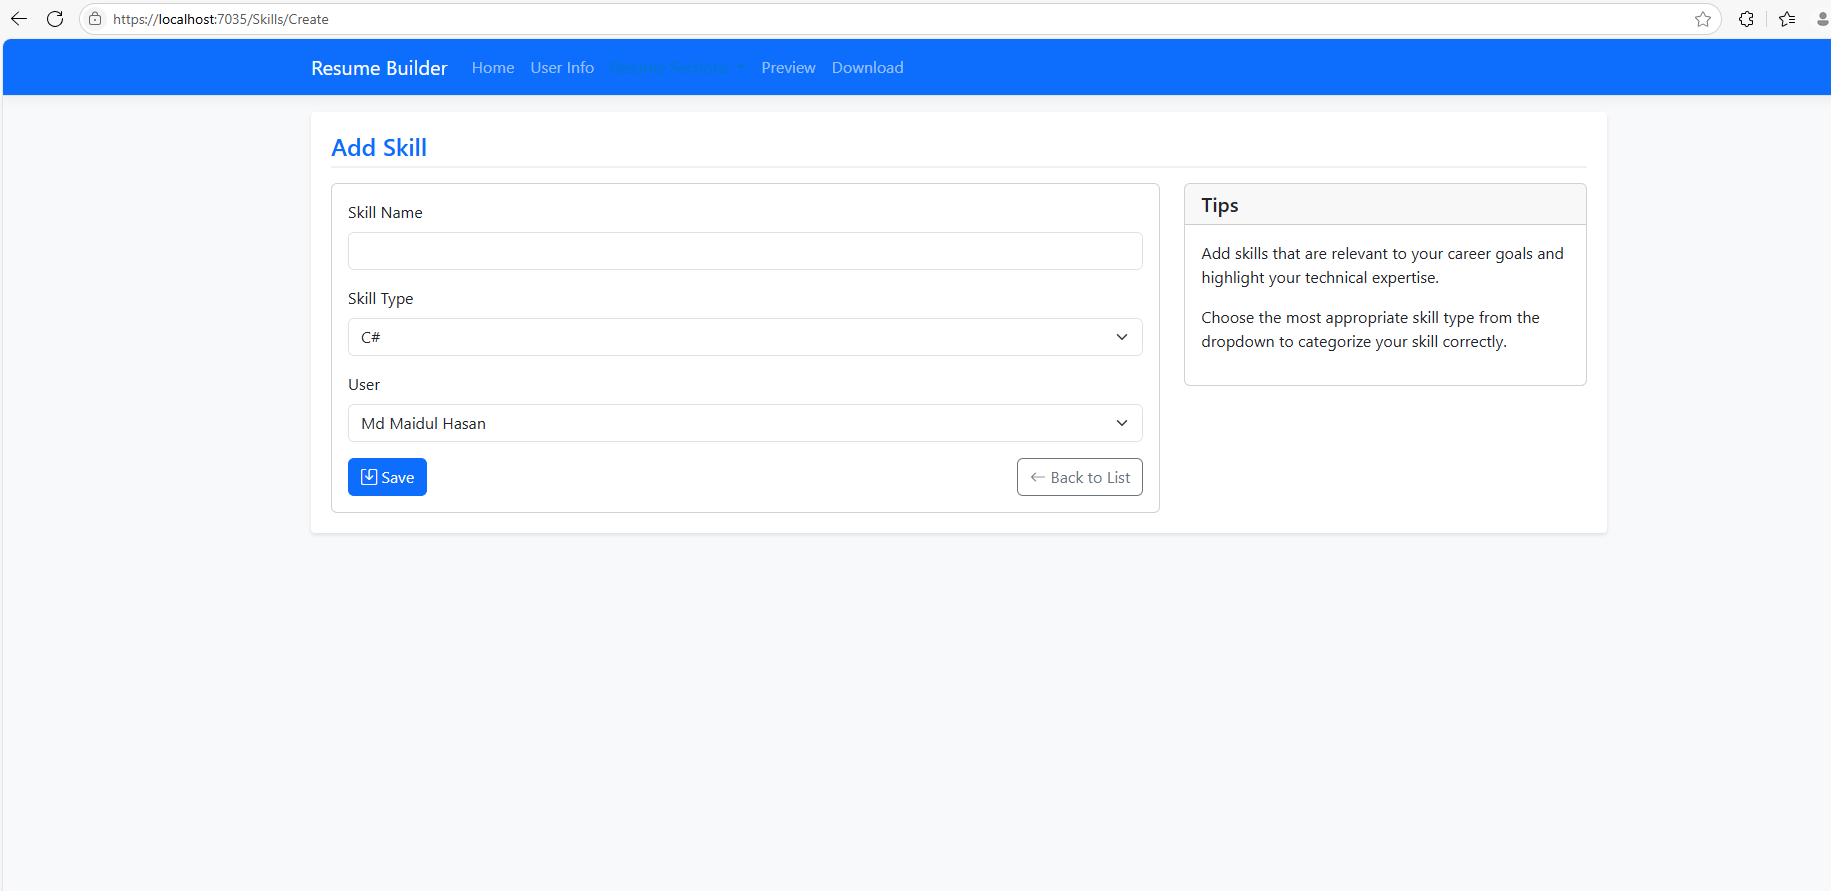 https://localhost:7035/Skills/Create
Resume Builder Home User Info Resume Sections Preview Download
Add Skill
Skill Name
Skill Type
C#
User
Md Maidul Hasan
Save
← Back to List
Tips
Add skills that are relevant to your career goals and
highlight your technical expertise.
Choose the most appropriate skill type from the
dropdown to categorize your skill correctly.